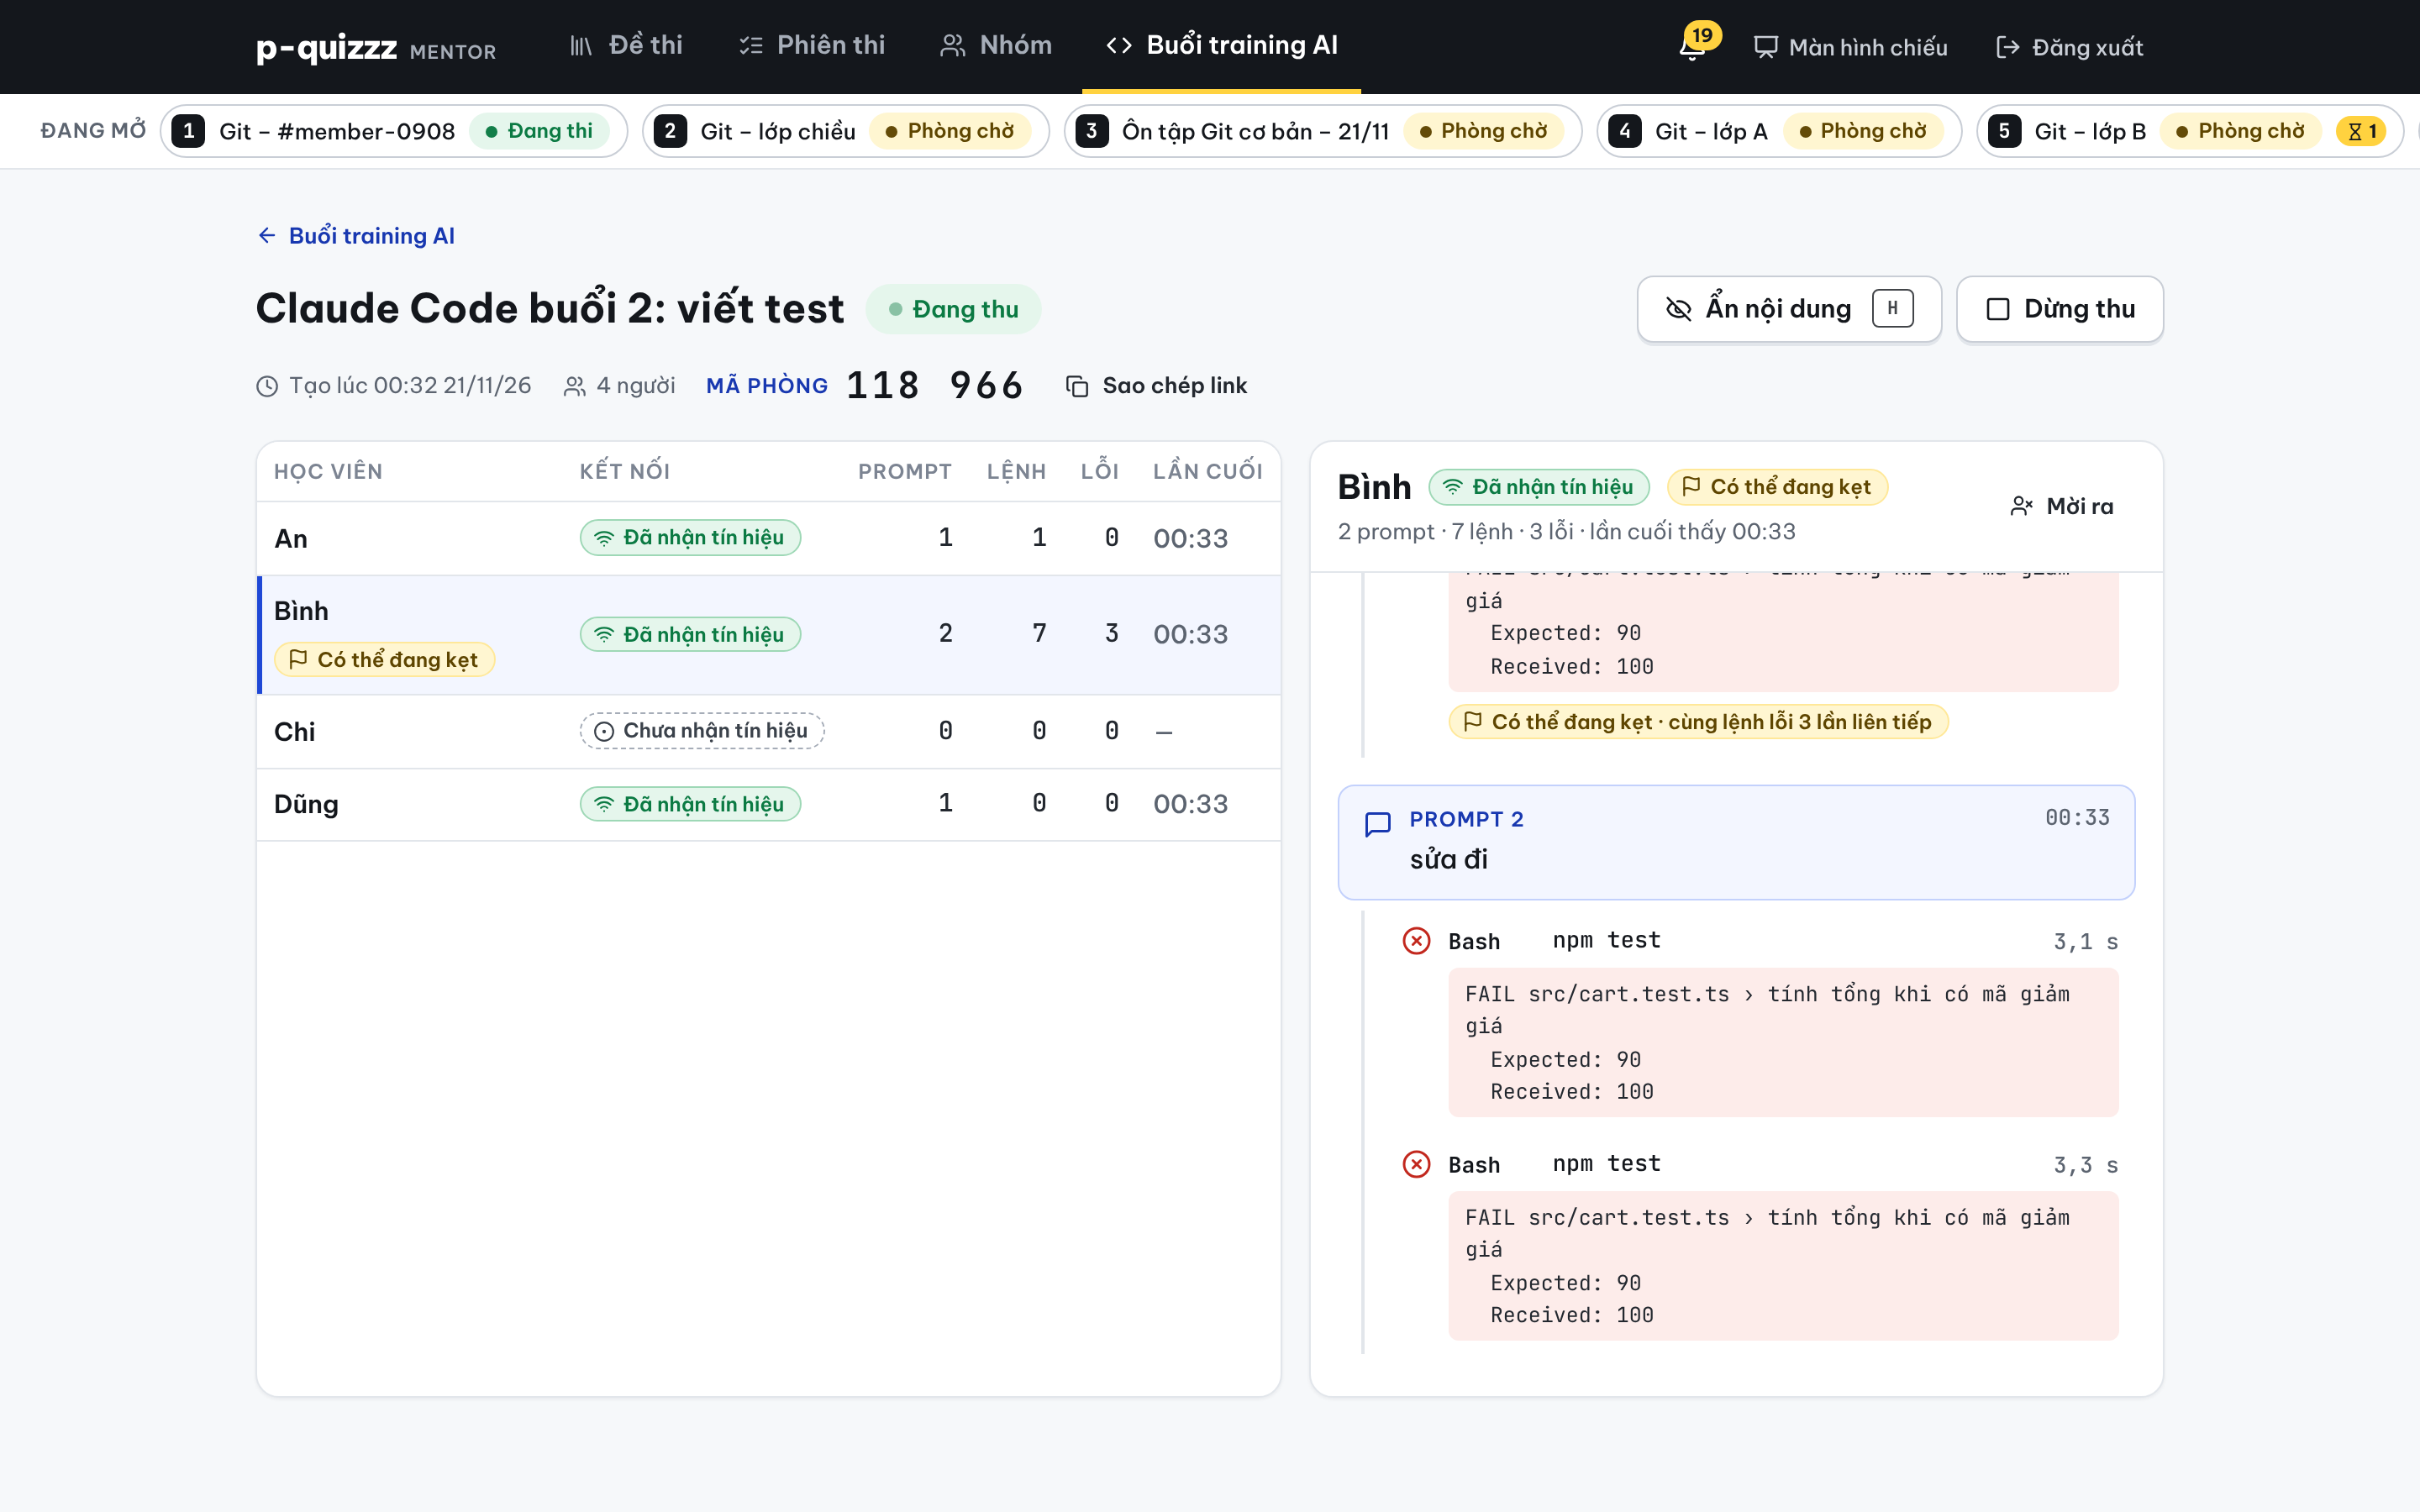 p-quizzz MENTOR
Đề thi
Phiên thi
Nhóm
Buổi training AI
19
Màn hình chiếu
Đăng xuất
ĐANG MỞ
1 Git – #member-0908 Đang thi
2 Git – lớp chiều Phòng chờ
3 Ôn tập Git cơ bản – 21/11 Phòng chờ
4 Git – lớp A Phòng chờ
5 Git – lớp B Phòng chờ 1
Buổi training AI
Claude Code buổi 2: viết test Đang thu
Ẩn nội dung H
Dừng thu
Tạo lúc 00:32 21/11/26 4 người MÃ PHÒNG 118 966 Sao chép link
HỌC VIÊN KẾT NỐI PROMPT LỆNH LỖI LẦN CUỐI
An Đã nhận tín hiệu 1 1 0 00:33
Bình Có thể đang kẹt Đã nhận tín hiệu 2 7 3 00:33
Chi Chưa nhận tín hiệu 0 0 0 –
Dũng Đã nhận tín hiệu 1 0 0 00:33
Bình Đã nhận tín hiệu Có thể đang kẹt
2 prompt · 7 lệnh · 3 lỗi · lần cuối thấy 00:33
Mời ra
giá
Expected: 90
Received: 100
Có thể đang kẹt · cùng lệnh lỗi 3 lần liên tiếp
PROMPT 2 00:33
sửa đi
Bash npm test 3,1 s
FAIL src/cart.test.ts › tính tổng khi có mã giảm
giá
Expected: 90
Received: 100
Bash npm test 3,3 s
FAIL src/cart.test.ts › tính tổng khi có mã giảm
giá
Expected: 90
Received: 100